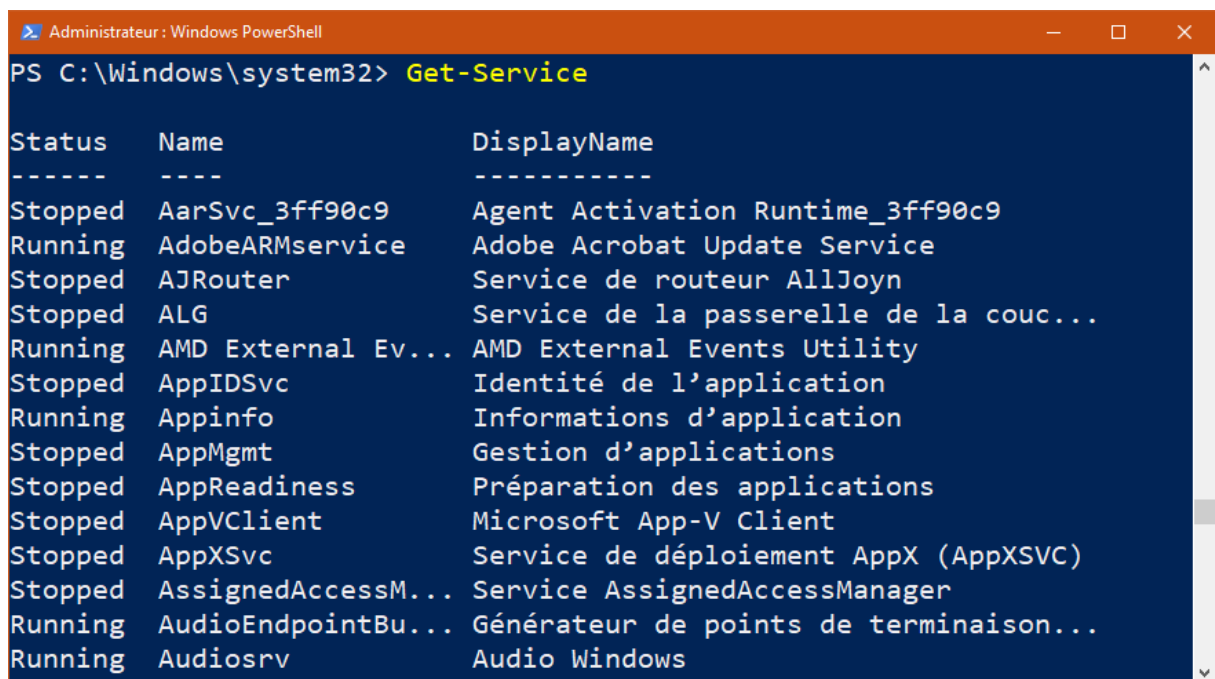 Administrateur : Windows PowerShell
PS C:\Windows\system32> Get-Service
Status Name DisplayName
------ ---- -----------
Stopped AarSvc_3ff90c9 Agent Activation Runtime_3ff90c9
Running AdobeARMservice Adobe Acrobat Update Service
Stopped AJRouter Service de routeur AllJoyn
Stopped ALG Service de la passerelle de la couc...
Running AMD External Ev... AMD External Events Utility
Stopped AppIDSvc Identité de l’application
Running Appinfo Informations d’application
Stopped AppMgmt Gestion d’applications
Stopped AppReadiness Préparation des applications
Stopped AppVClient Microsoft App-V Client
Stopped AppXSvc Service de déploiement AppX (AppXSVC)
Stopped AssignedAccessM... Service AssignedAccessManager
Running AudioEndpointBu... Générateur de points de terminaison...
Running Audiosrv Audio Windows